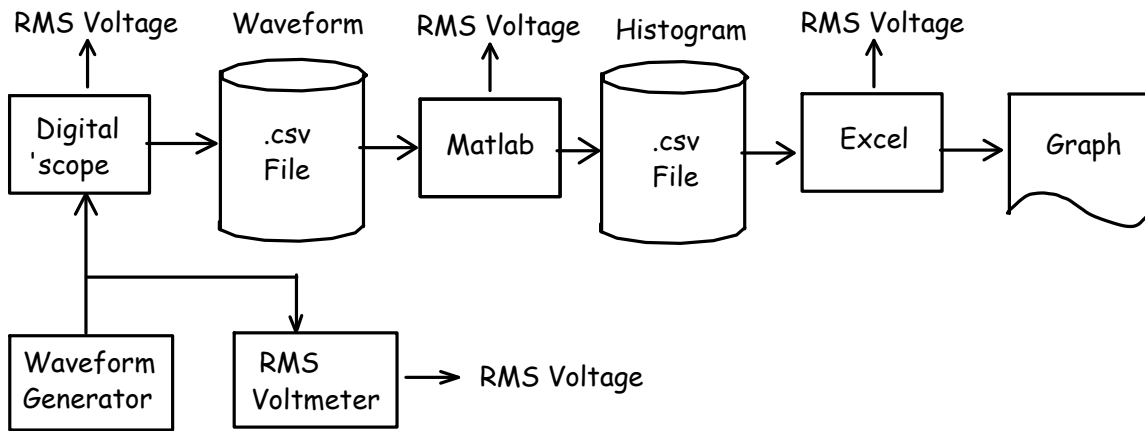 RMS Voltage
Waveform
RMS Voltage
Histogram
RMS Voltage
Digital
'scope
.csv
File
Matlab
.csv
File
Excel
Graph
Waveform
Generator
RMS
Voltmeter
RMS Voltage